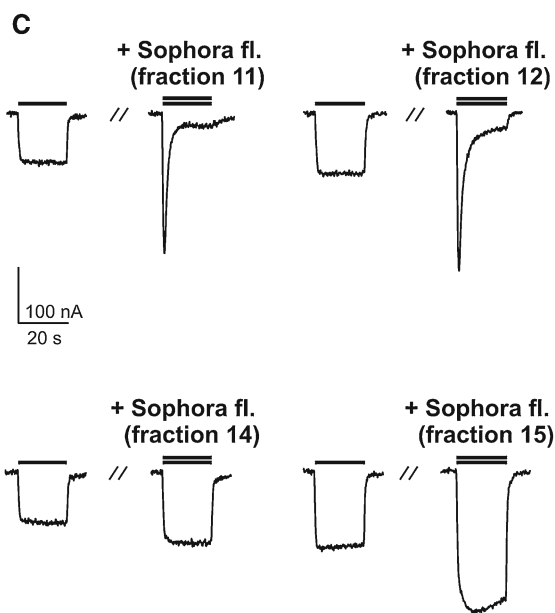 C
+ Sophora fl.
(fraction 11)
+ Sophora fl.
(fraction 12)
//
//
100 nA
20 s
+ Sophora fl.
(fraction 14)
+ Sophora fl.
(fraction 15)
//
//